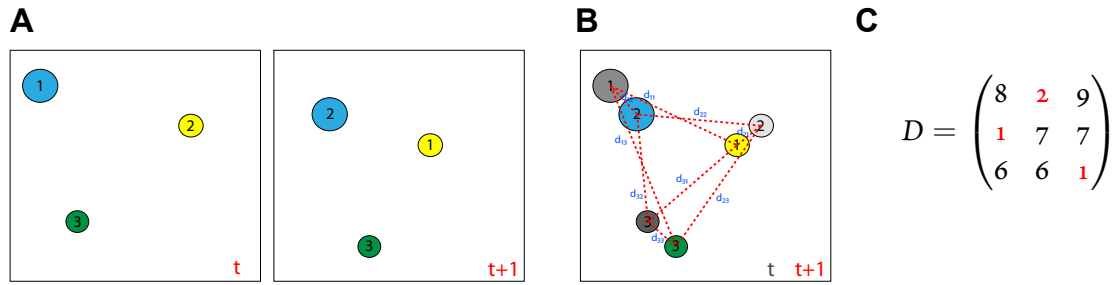 A
1
2
3
t
2
1
3
t+1
B
1
d₁₁
2
d₂₂
2
d₁₃
d₂₁
1
d₃₁
d₃₂
d₂₃
3
d₃₃
3
t t+1
C
D =
8 2 9
1 7 7
6 6 1